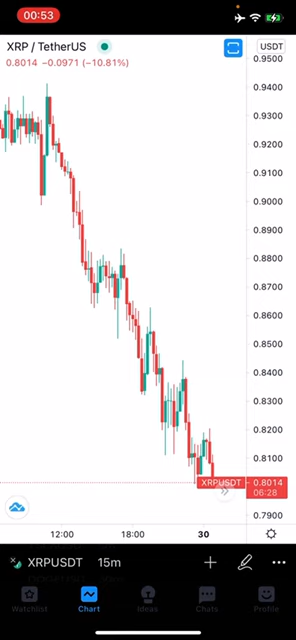 00:53
XRP / TetherUS
USDT
0.8014 −0.0971 (−10.81%)
0.9500
0.9400
0.9300
0.9200
0.9100
0.9000
0.8900
0.8800
0.8700
0.8600
0.8500
0.8400
0.8300
0.8200
0.8100
XRPUSDT 0.8014
06:28
0.7900
12:00 18:00 30
XRPUSDT 15m
Watchlist Chart Ideas Chats Profile